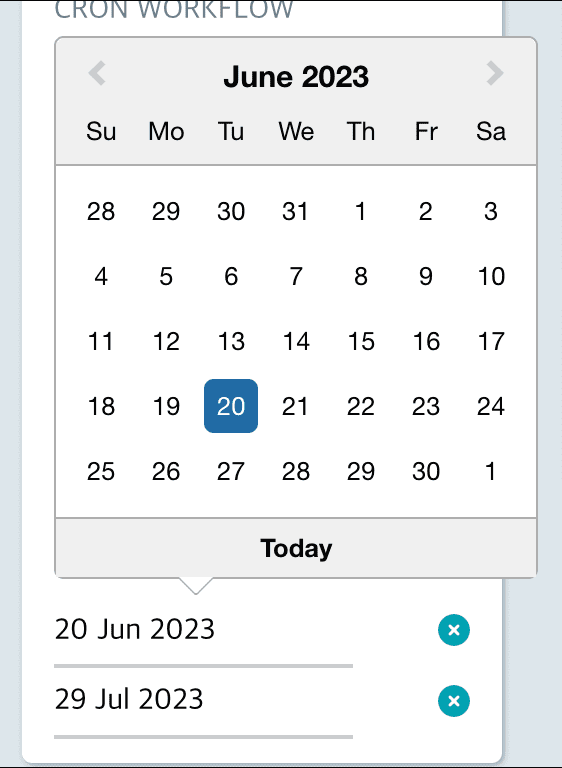 CRON WORKFLOW
June 2023
Su Mo Tu We Th Fr Sa
28 29 30 31 1 2 3
4 5 6 7 8 9 10
11 12 13 14 15 16 17
18 19 20 21 22 23 24
25 26 27 28 29 30 1
Today
20 Jun 2023
29 Jul 2023